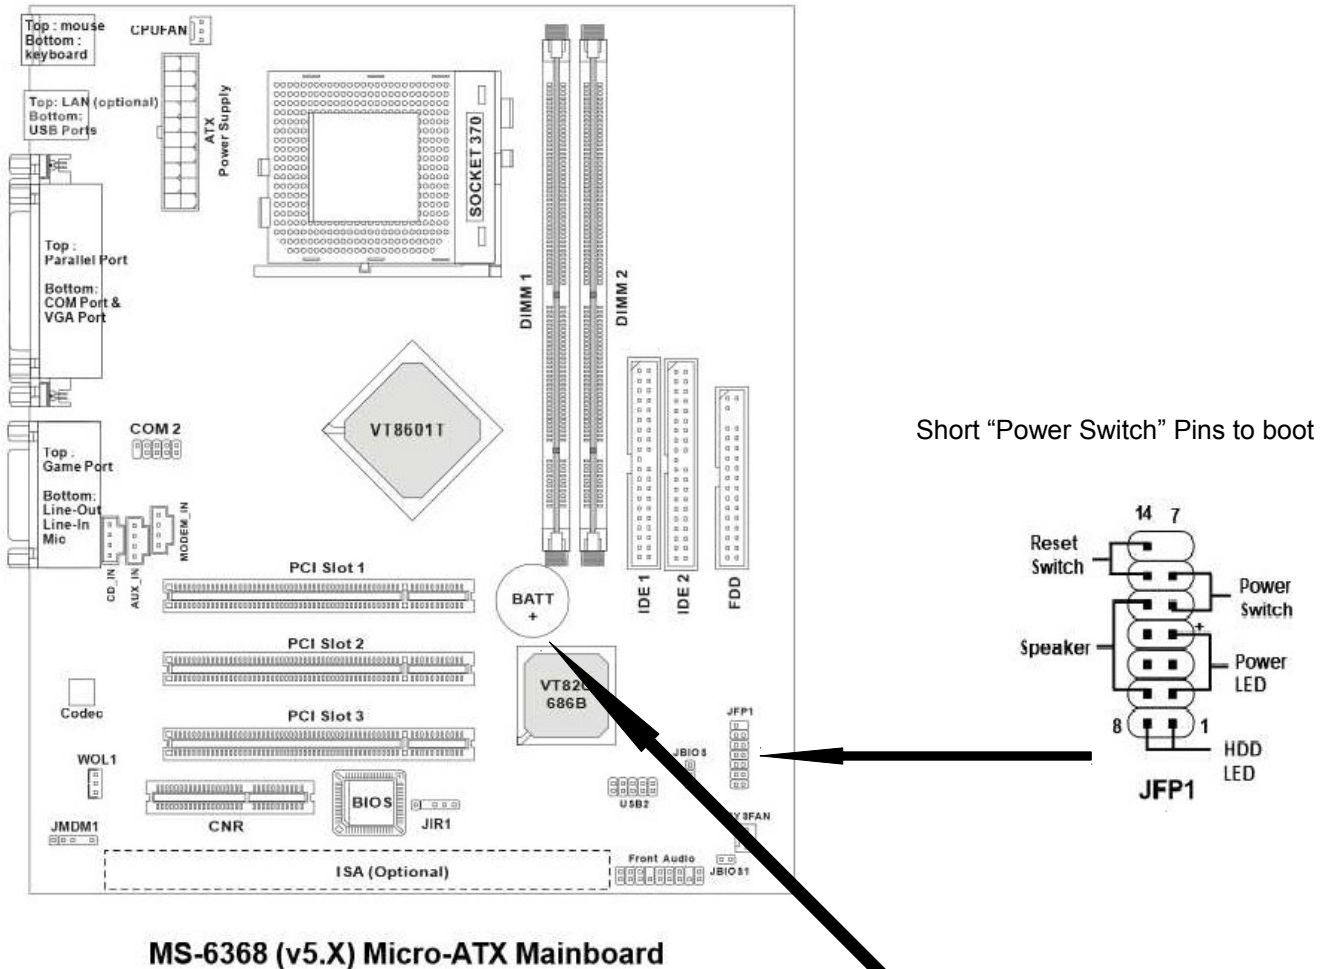 Top : mouse
Bottom :
keyboard
CPUFAN
Top: LAN (optional)
Bottom:
USB Ports
ATX
Power Supply
SOCKET 370
Top :
Parallel Port
Bottom:
COM Port &
VGA Port
DIMM 1
DIMM 2
VT8601T
COM 2
Top :
Game Port
Bottom:
Line-Out
Line-In
Mic
CD_IN
AUX_IN
MODEM_IN
IDE 1
IDE 2
FDD
Short “Power Switch” Pins to boot
14 7
Reset
Switch
Power
Switch
Speaker
+
Power
LED
8 1
HDD
LED
JFP1
PCI Slot 1
BATT
+
PCI Slot 2
686B
Codec
PCI Slot 3
JFP1
WOL1
BIOS
JIR1
USB2
CNR
JMDM1
ISA (Optional)
Front Audio
JBIOS1
MS-6368 (v5.X) Micro-ATX Mainboard